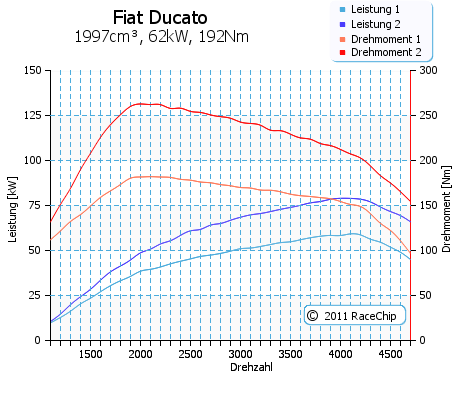 Fiat Ducato
1997cm³, 62kW, 192Nm
Leistung 1
Leistung 2
Drehmoment 1
Drehmoment 2
150
125
100
75
50
25
0
Leistung [kW]
300
250
200
150
100
50
0
Drehmoment [Nm]
© 2011 RaceChip
1500 2000 2500 3000 3500 4000 4500
Drehzahl